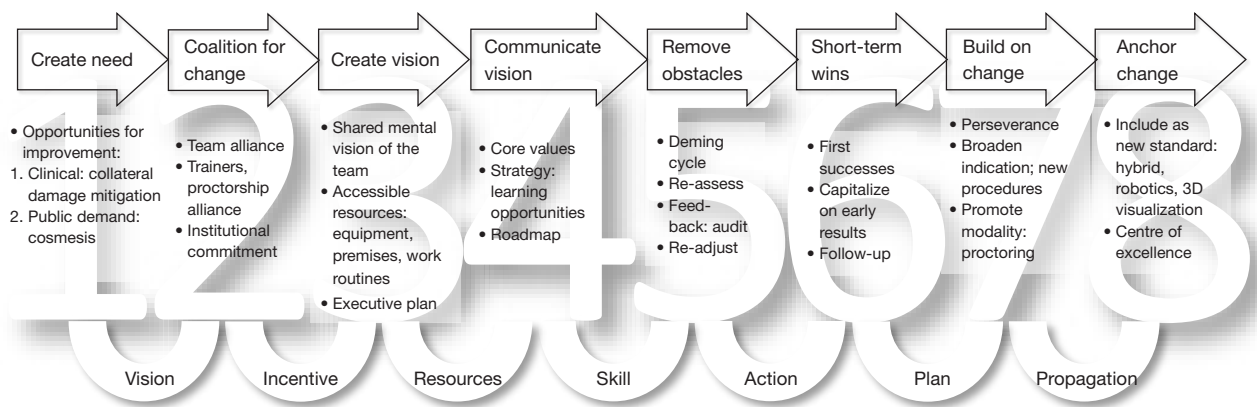 Create need
Coalition for
change
Create vision
Communicate
vision
Remove
obstacles
Short-term
wins
Build on
change
Anchor
change
1
• Opportunities for
improvement:
1. Clinical: collateral
damage mitigation
2. Public demand:
cosmesis
2
• Team alliance
• Trainers,
proctorship
alliance
• Institutional
commitment
3
• Shared mental
vision of the
team
• Accessible
resources:
equipment,
premises, work
routines
• Executive plan
4
• Core values
• Strategy:
learning
opportunities
• Roadmap
5
• Deming
cycle
• Re-assess
• Feed-
back: audit
• Re-adjust
6
• First
successes
• Capitalize
on early
results
• Follow-up
7
• Perseverance
• Broaden
indication; new
procedures
• Promote
modality:
proctoring
8
• Include as
new standard:
hybrid,
robotics, 3D
visualization
• Centre of
excellence
Vision
Incentive
Resources
Skill
Action
Plan
Propagation